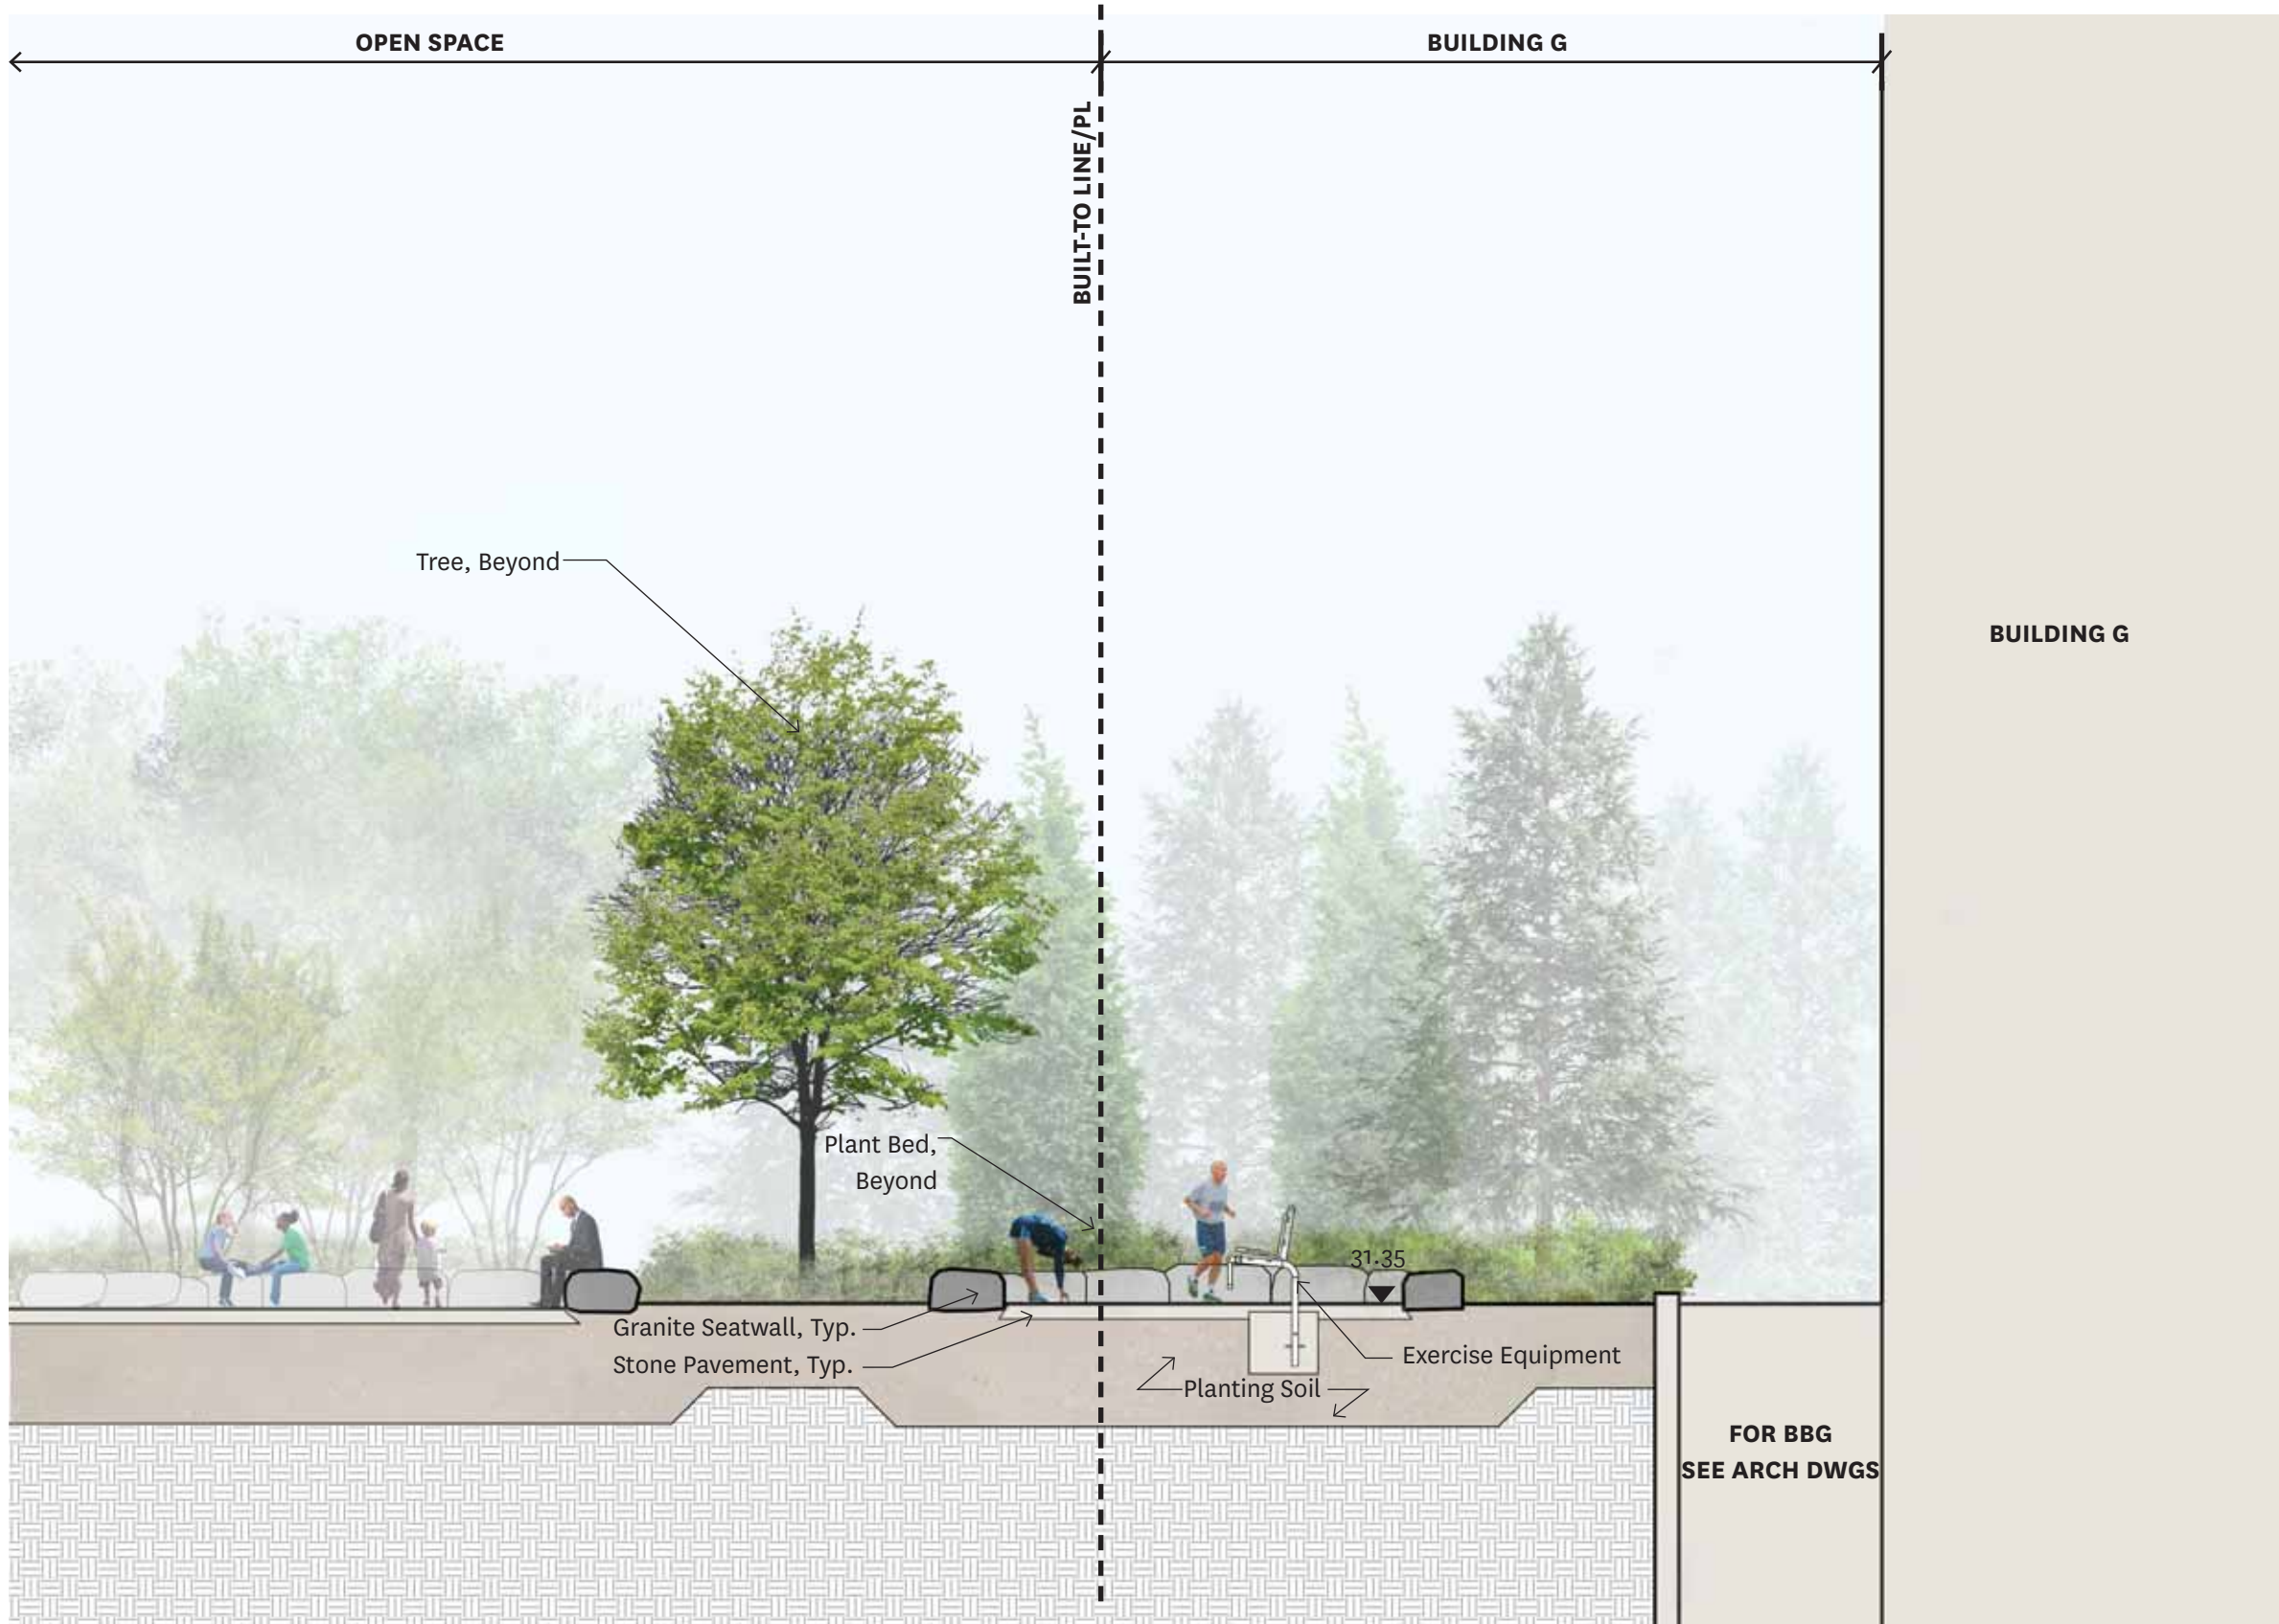 OPEN SPACE
BUILDING G
BUILT-TO LINE/PL
Tree, Beyond
BUILDING G
Plant Bed,
Beyond
31.35
Granite Seatwall, Typ.
Stone Pavement, Typ.
Exercise Equipment
Planting Soil
FOR BBG
SEE ARCH DWGS